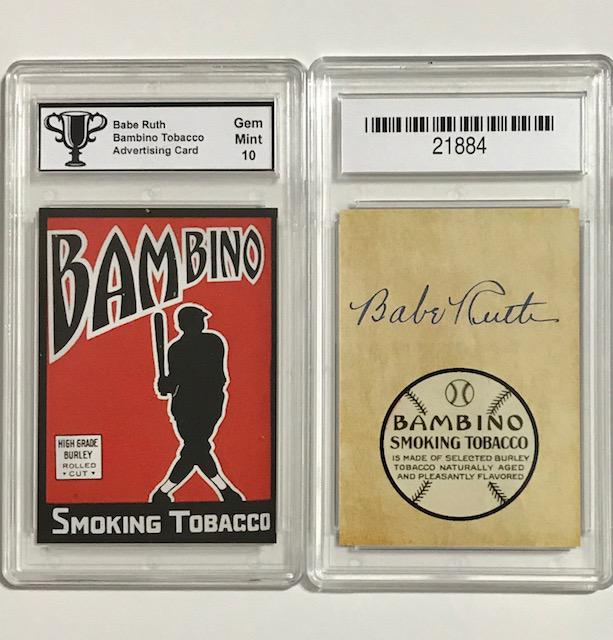 Babe Ruth
Bambino Tobacco
Advertising Card
Gem
Mint
10
BAMBINO
HIGH GRADE
BURLEY
ROLLED
• CUT •
SMOKING TOBACCO
21884
Babe Ruth
BAMBINO
SMOKING TOBACCO
IS MADE OF SELECTED BURLEY
TOBACCO NATURALLY AGED
AND PLEASANTLY FLAVORED